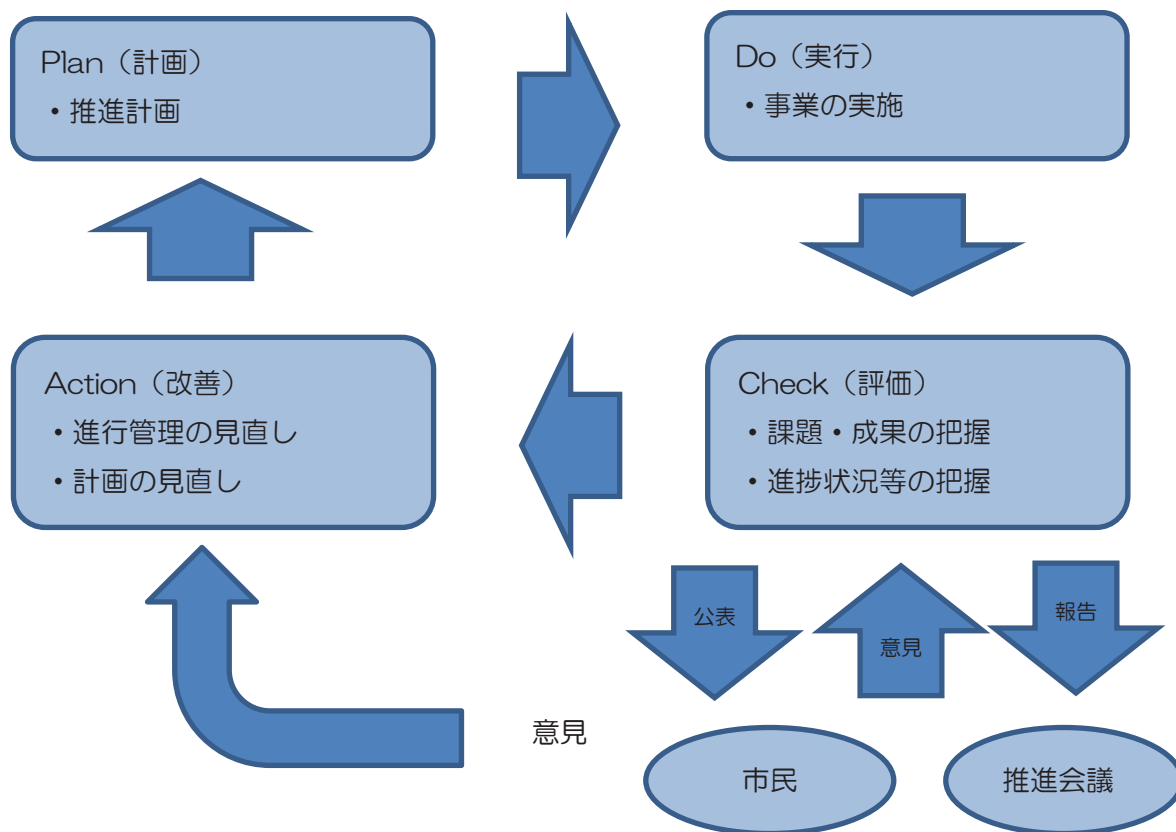 Plan（計画）
・推進計画
Do（実行）
・事業の実施
Action（改善）
・進行管理の見直し
・計画の見直し
Check（評価）
・課題・成果の把握
・進捗状況等の把握
公表
意見
報告
意見
市民
推進会議